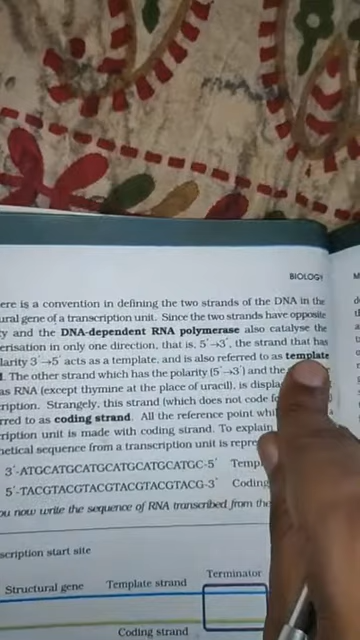 BIOLOGY
ere is a convention in defining the two strands of the DNA in the
ural gene of a transcription unit. Since the two strands have opposite
ty and the DNA-dependent RNA polymerase also catalyse the
erisation in only one direction, that is, 5'→3', the strand that has
larity 3'→5' acts as a template, and is also referred to as template
The other strand which has the polarity (5'→3') and the
as RNA (except thymine at the place of uracil), is displa
ription. Strangely, this strand (which does not code fo
rred to as coding strand. All the reference point whi
ription unit is made with coding strand. To explain
hetical sequence from a transcription unit is repre
3'-ATGCATGCATGCATGCATGCATGC-5' Temp
5'-TACGTACGTACGTACGTACGTACG-3' Coding
ou now write the sequence of RNA transcribed from the
scription start site
Terminator
Structural gene Template strand
Coding strand